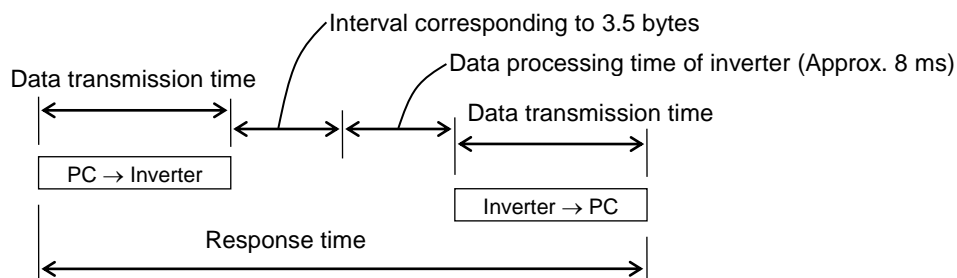 Interval corresponding to 3.5 bytes
Data processing time of inverter (Approx. 8 ms)
Data transmission time
Data transmission time
PC → Inverter
Inverter → PC
Response time